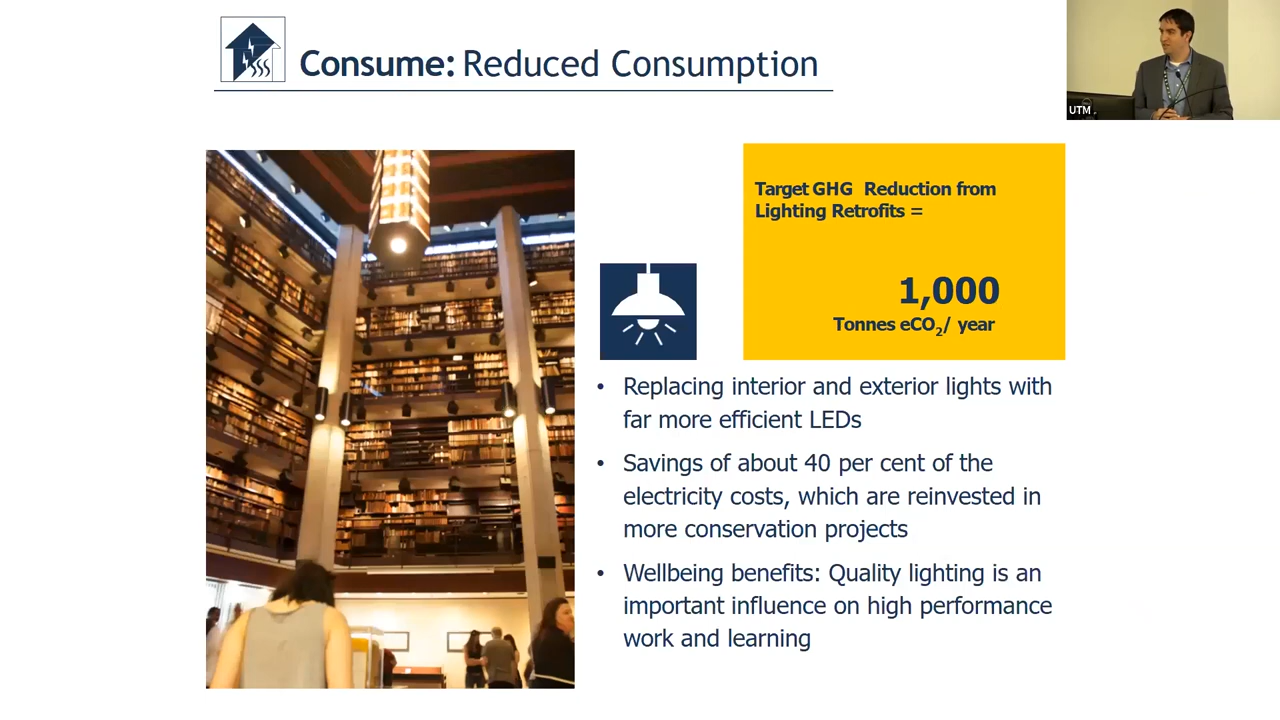 Consume: Reduced Consumption
UTM
Target GHG Reduction from
Lighting Retrofits =
1,000
Tonnes eCO₂/ year
• Replacing interior and exterior lights with
far more efficient LEDs
• Savings of about 40 per cent of the
electricity costs, which are reinvested in
more conservation projects
• Wellbeing benefits: Quality lighting is an
important influence on high performance
work and learning